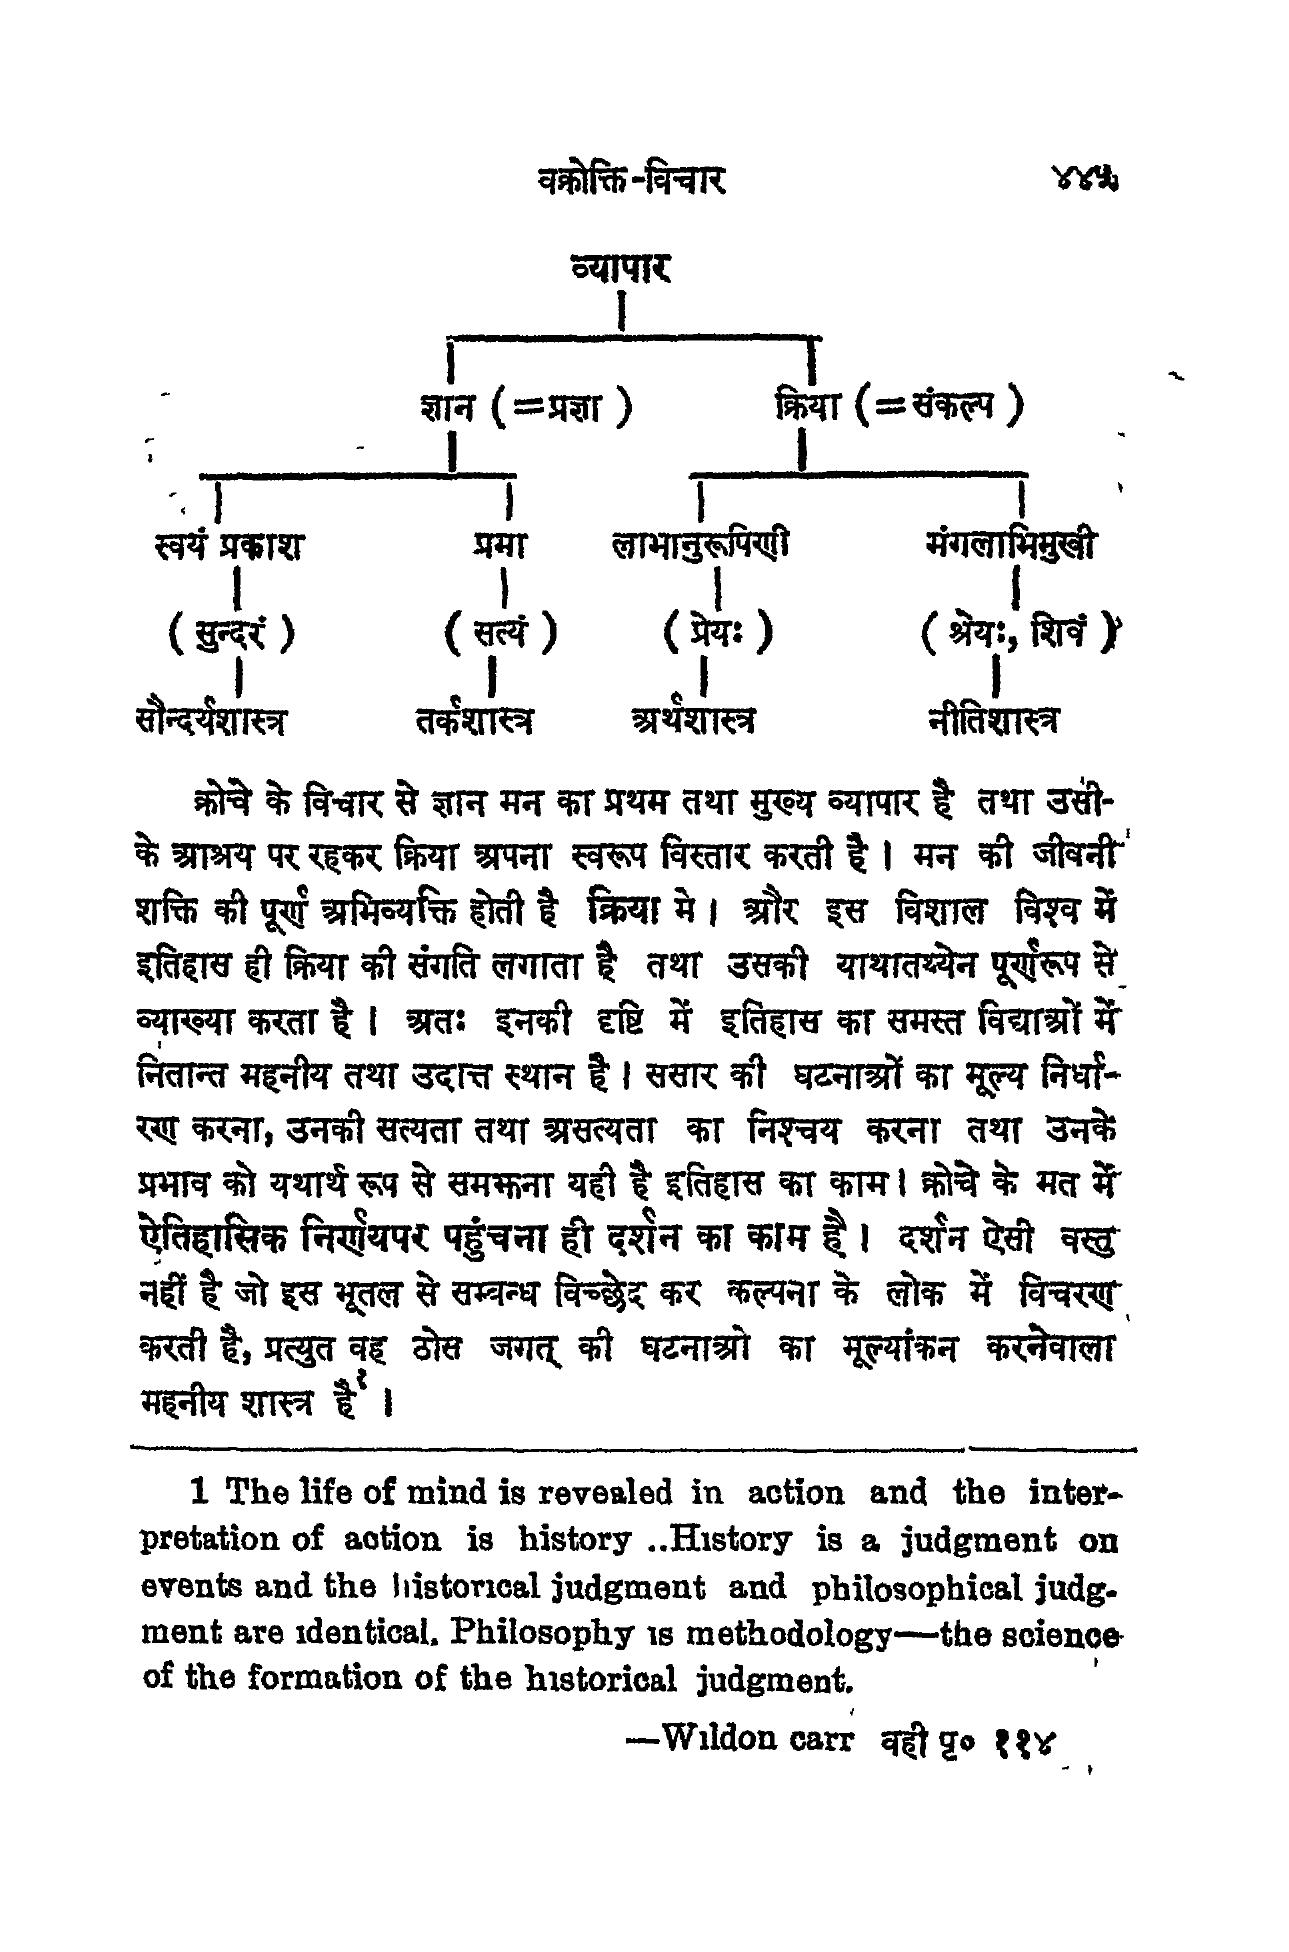 वक्रोक्ति-विचार ४४५
व्यापार
ज्ञान (=प्रज्ञा ) क्रिया (=संकल्प )
स्वयं प्रकाश प्रमा लाभानुरूपिणी मंगलाभिमुखी
( सुन्दरं ) ( सत्यं ) ( प्रेयः ) ( श्रेयः, शिवं )
सौन्दर्यशास्त्र तर्कशास्त्र अर्थशास्त्र नीतिशास्त्र
क्रोचे के विचार से ज्ञान मन का प्रथम तथा मुख्य व्यापार है तथा उसी-
के आश्रय पर रहकर क्रिया अपना स्वरूप विस्तार करती है। मन की जीवनी
शक्ति की पूर्ण अभिव्यक्ति होती है क्रिया मे। और इस विशाल विश्व में
इतिहास ही क्रिया की संगति लगाता है तथा उसकी याथातथ्येन पूर्णरूप से
व्याख्या करता है। अतः इनकी दृष्टि में इतिहास का समस्त विद्याओं में
नितान्त महनीय तथा उदात्त स्थान है। ससार की घटनाओं का मूल्य निर्धा-
रण करना, उनकी सत्यता तथा असत्यता का निश्चय करना तथा उनके
प्रभाव को यथार्थ रूप से समझना यही है इतिहास का काम। क्रोचे के मत में
ऐतिहासिक निर्णयपर पहुंचना ही दर्शन का काम है। दर्शन ऐसी वस्तु
नहीं है जो इस भूतल से सम्बन्ध विच्छेद कर कल्पना के लोक में विचरण
करती है, प्रत्युत वह ठोस जगत् की घटनाओ का मूल्यांकन करनेवाला
महनीय शास्त्र है१।
1 The life of mind is revealed in action and the inter-
pretation of action is history ..History is a judgment on
events and the historical judgment and philosophical judg-
ment are identical. Philosophy is methodology—the science
of the formation of the historical judgment.
—Wildon carr वही पृ० ११४